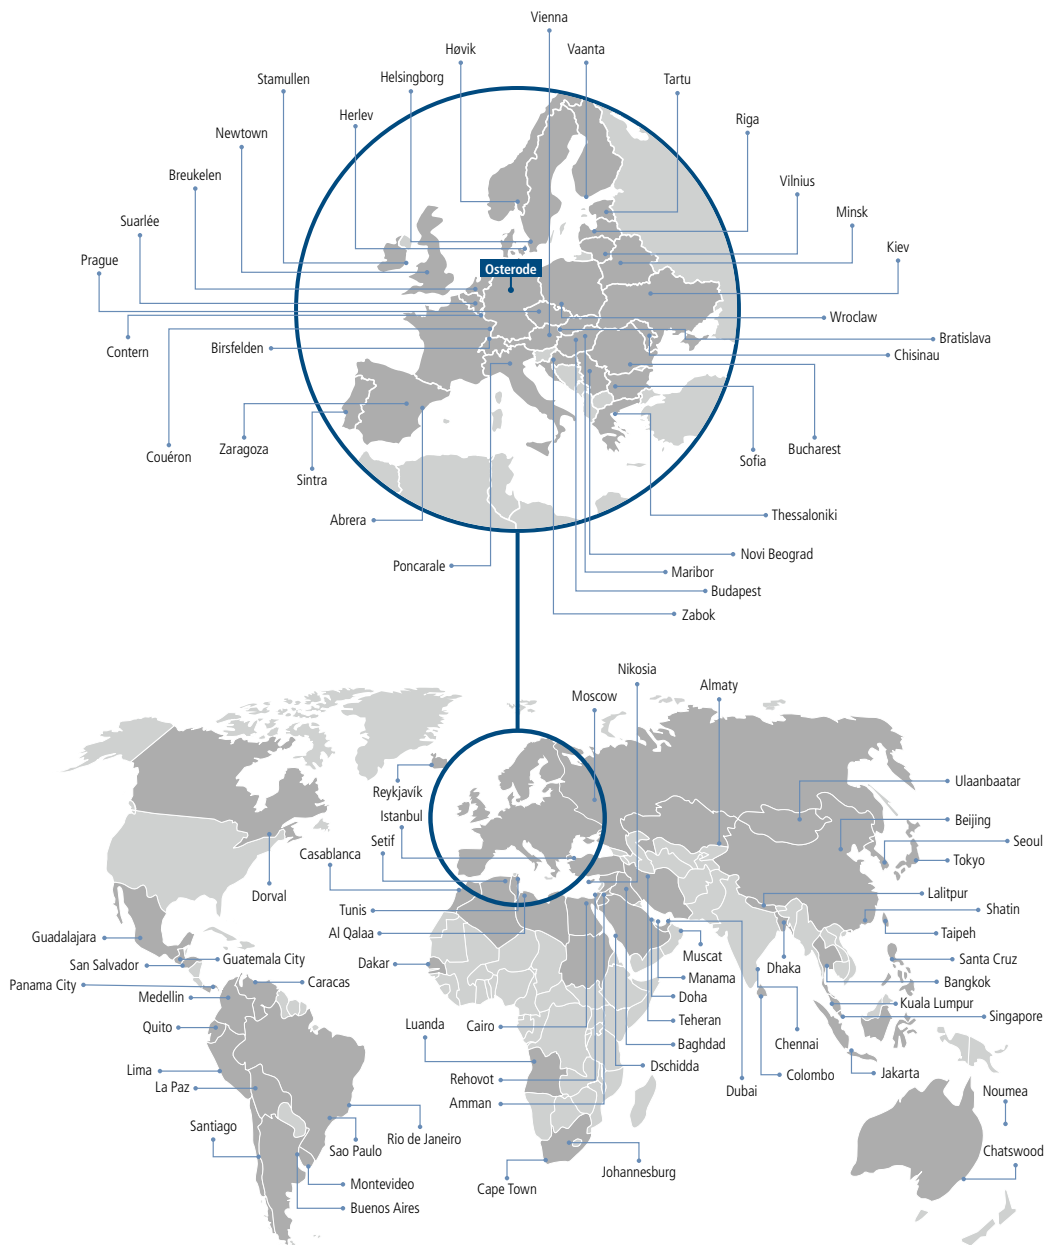 Vienna
Høvik
Vaanta
Stamullen
Helsingborg
Tartu
Herlev
Riga
Newtown
Breukelen
Vilnius
Suarlée
Minsk
Kiev
Prague
Osterode
Wroclaw
Contern
Birsfelden
Bratislava
Chisinau
Couéron
Zaragoza
Sintra
Sofia
Bucharest
Abrera
Thessaloniki
Poncarale
Novi Beograd
Maribor
Budapest
Zabok
Nikosia
Moscow
Almaty
Reykjavík
Ulaanbaatar
Istanbul
Beijing
Setif
Seoul
Casablanca
Tokyo
Dorval
Lalitpur
Tunis
Shatin
Al Qalaa
Taipeh
Guadalajara
Guatemala City
Muscat
Santa Cruz
San Salvador
Dakar
Dhaka
Manama
Bangkok
Panama City
Caracas
Medellin
Doha
Kuala Lumpur
Quito
Luanda
Cairo
Teheran
Singapore
Baghdad
Chennai
Lima
Dschidda
La Paz
Rehovot
Colombo
Jakarta
Dubai
Amman
Noumea
Santiago
Rio de Janeiro
Sao Paulo
Chatswood
Johannesburg
Montevideo
Cape Town
Buenos Aires